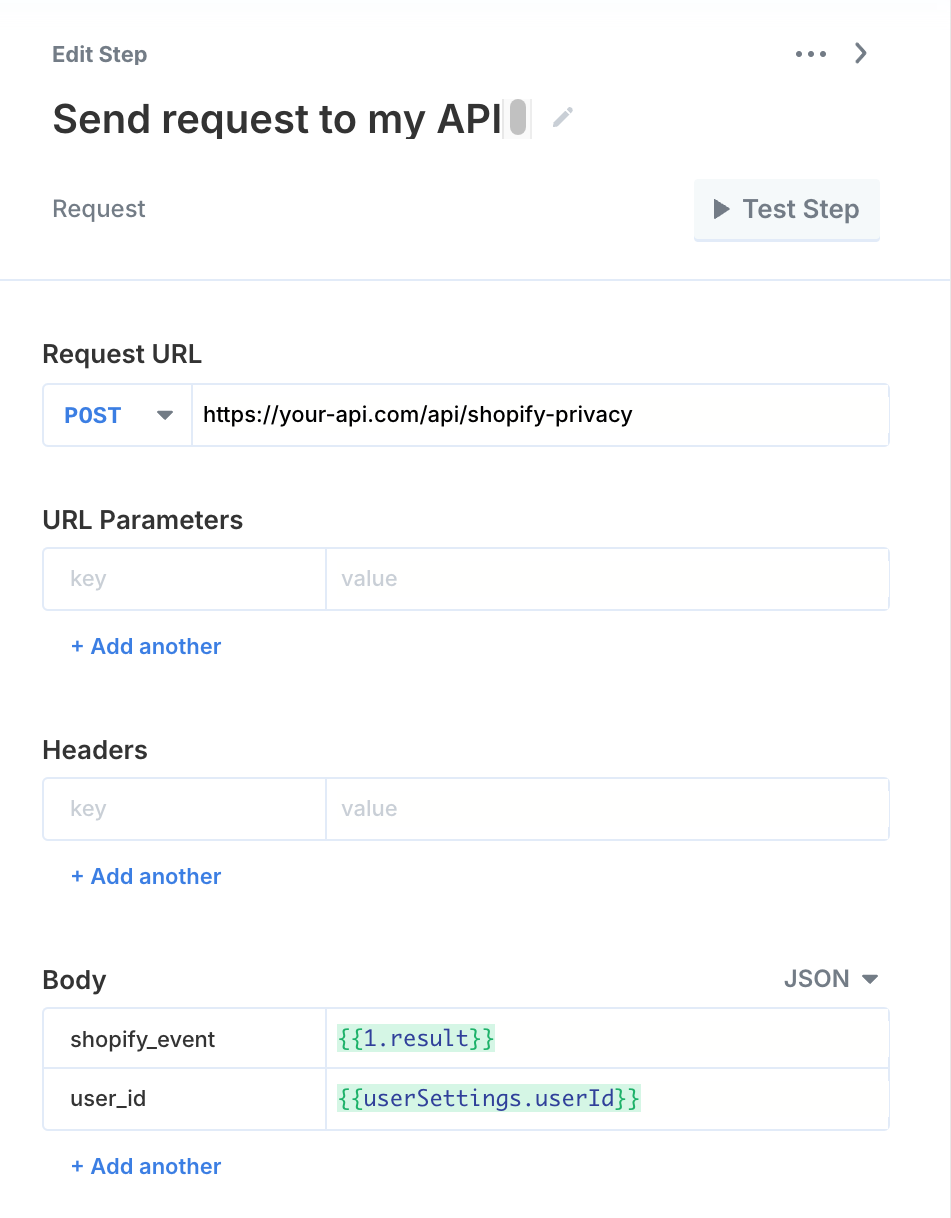 Edit Step
Send request to my API
Request
Test Step
Request URL
POST https://your-api.com/api/shopify-privacy
URL Parameters
key value
+ Add another
Headers
key value
+ Add another
Body JSON
shopify_event {{1.result}}
user_id {{userSettings.userId}}
+ Add another